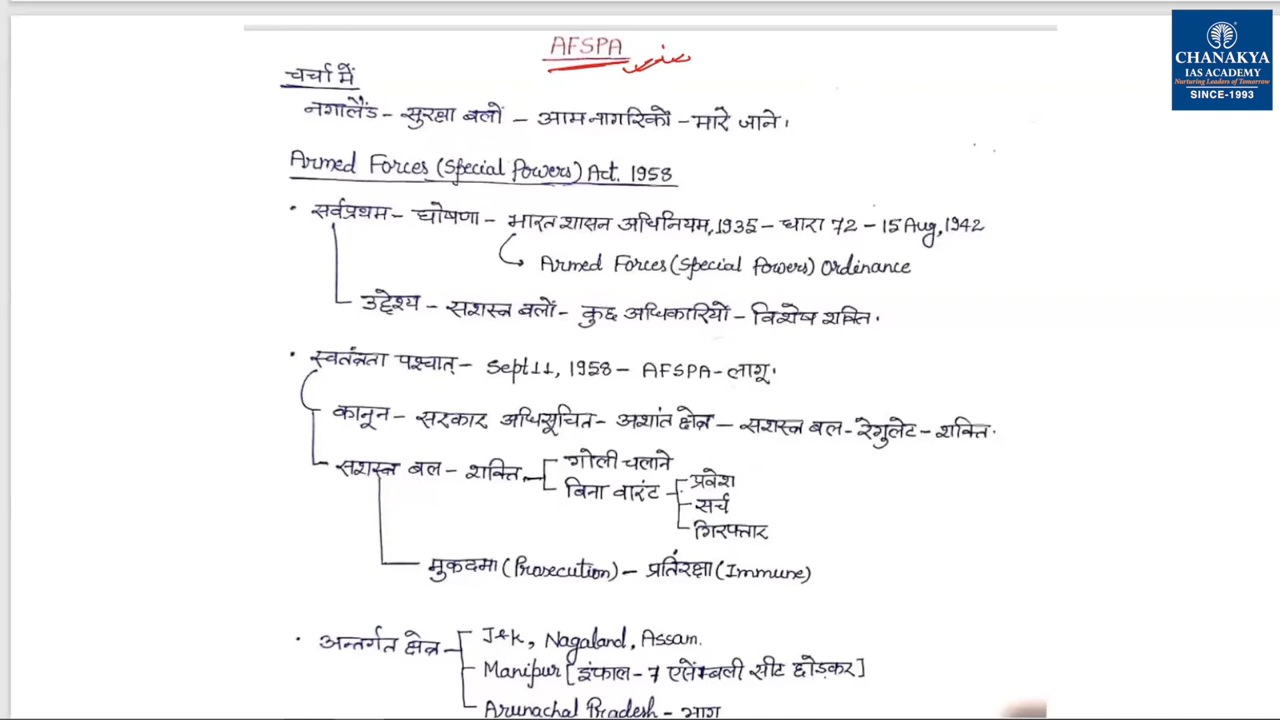 AFSPA
CHANAKYA
IAS ACADEMY
Nurturing Leaders of Tomorrow
SINCE-1993
चर्चा में
नगालैंड - सुरक्षा बलों - आम नागरिकों - मारे जाने।
Armed Forces (Special Powers) Act. 1958
• सर्वप्रथम - घोषणा - भारत शासन अधिनियम, 1935 - धारा 72 - 15 Aug, 1942
Armed Forces (Special Powers) Ordinance
उद्देश्य - सशस्त्र बलों - कुछ अधिकारियों - विशेष शक्ति.
• स्वतंत्रता पश्चात् - Sept 11, 1958 - AFSPA - लागू.
कानून - सरकार अधिसूचित - अशांत क्षेत्र - सशस्त्र बल - रेगुलेट - शक्ति.
सशस्त्र बल - शक्ति
गोली चलाने
बिना वारंट
प्रवेश
सर्च
गिरफ्तार
मुकदमा (Prosecution) - प्रतिरक्षा (Immune)
• अन्तर्गत क्षेत्र
J&K, Nagaland, Assam.
Manipur [इंफाल - 7 एसेम्बली सीट छोड़कर]
Arunachal Pradesh - भाग